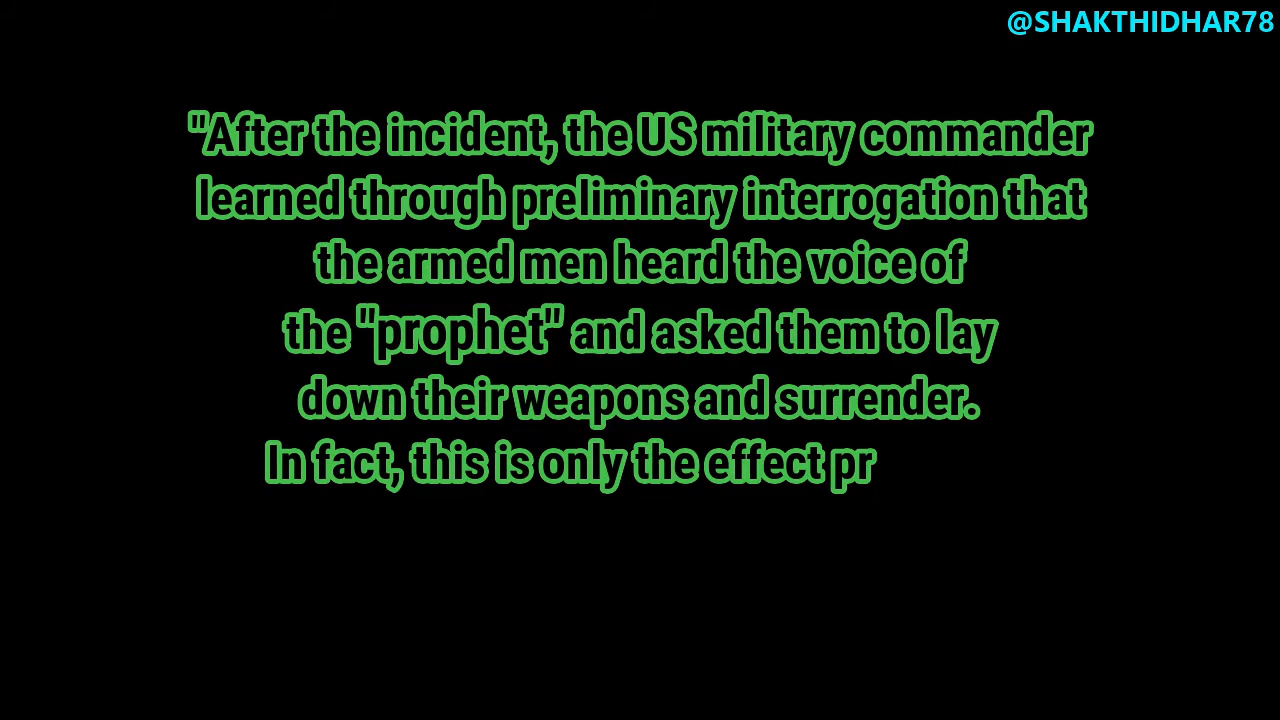 @SHAKTHIDHAR78
"After the incident, the US military commander
learned through preliminary interrogation that
the armed men heard the voice of
the "prophet" and asked them to lay
down their weapons and surrender.
In fact, this is only the effect pr